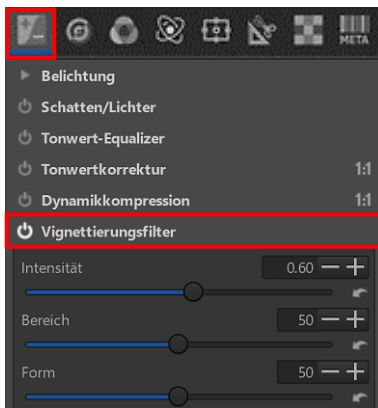 META
Belichtung
Schatten/Lichter
Tonwert-Equalizer
Tonwertkorrektur 1:1
Dynamikkompression 1:1
Vignettierungsfilter
Intensität 0.60
Bereich 50
Form 50